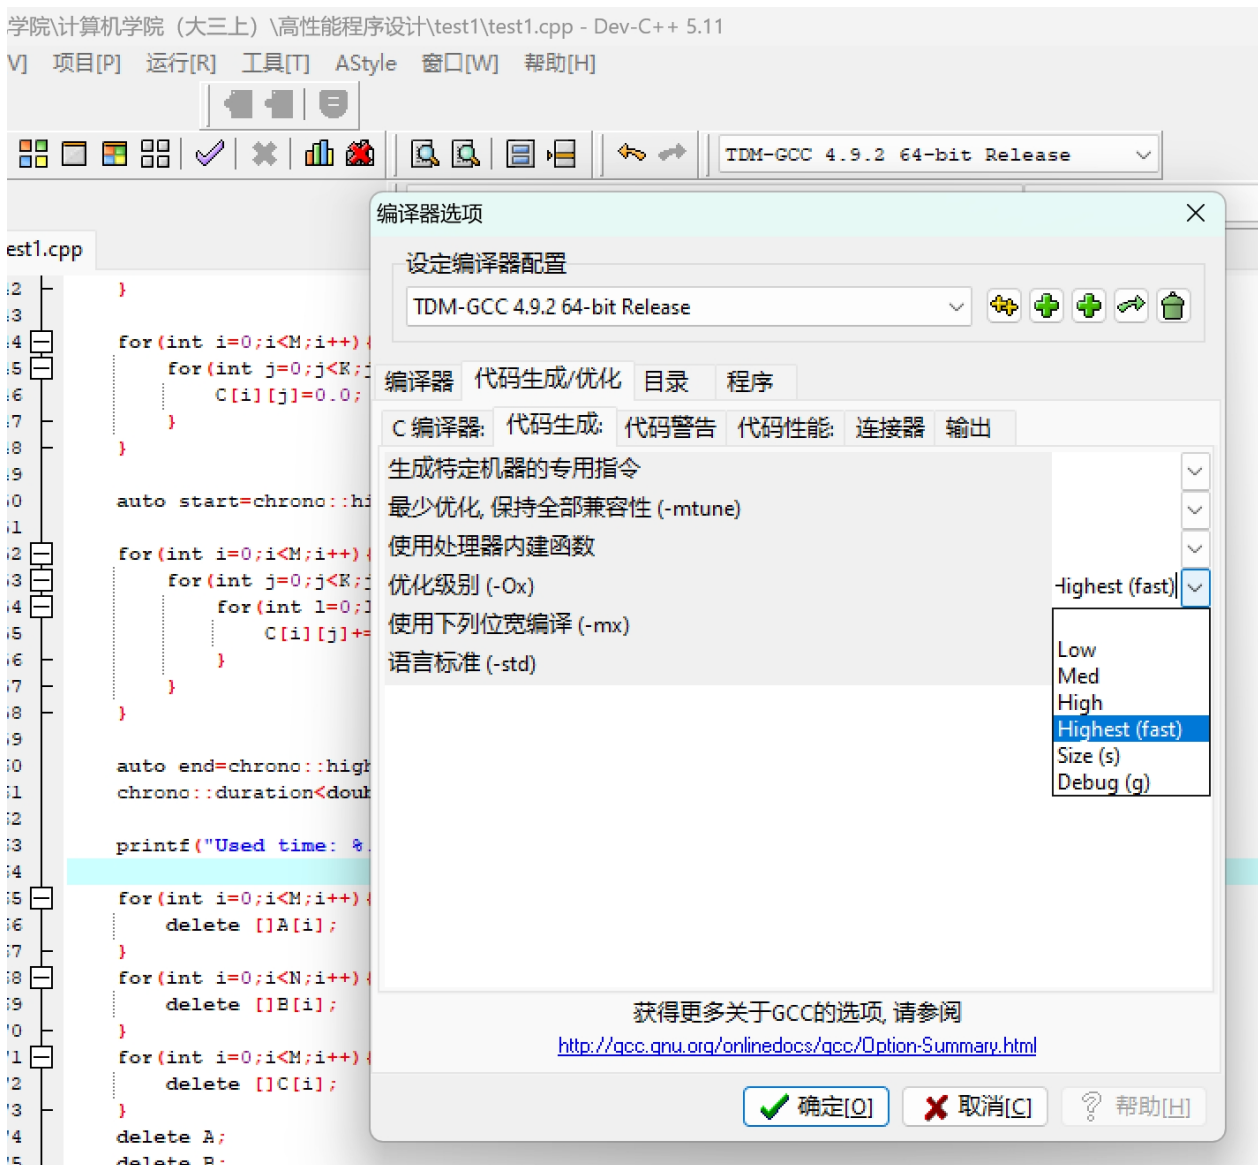 学院\计算机学院（大三上）\高性能程序设计\test1\test1.cpp - Dev-C++ 5.11
V] 项目[P] 运行[R] 工具[T] AStyle 窗口[W] 帮助[H]
TDM-GCC 4.9.2 64-bit Release
est1.cpp
}
for(int i=0;i<M;i++){
for(int j=0;j<K;j
C[i][j]=0.0;
}
}
auto start=chrono::hi
for(int i=0;i<M;i++){
for(int j=0;j<K;j
for(int l=0;l
C[i][j]+=
}
}
}
auto end=chrono::high
chrono::duration<doub
printf("Used time: %.
for(int i=0;i<M;i++){
delete []A[i];
}
for(int i=0;i<N;i++){
delete []B[i];
}
for(int i=0;i<M;i++){
delete []C[i];
}
delete A;
delete B;
编译器选项
设定编译器配置
TDM-GCC 4.9.2 64-bit Release
编译器 代码生成/优化 目录 程序
C 编译器: 代码生成: 代码警告 代码性能: 连接器 输出
生成特定机器的专用指令
最少优化, 保持全部兼容性 (-mtune)
使用处理器内建函数
优化级别 (-Ox) Highest (fast)
使用下列位宽编译 (-mx)
语言标准 (-std)
Low
Med
High
Highest (fast)
Size (s)
Debug (g)
获得更多关于GCC的选项, 请参阅
http://gcc.gnu.org/onlinedocs/gcc/Option-Summary.html
确定[O] 取消[C] 帮助[H]